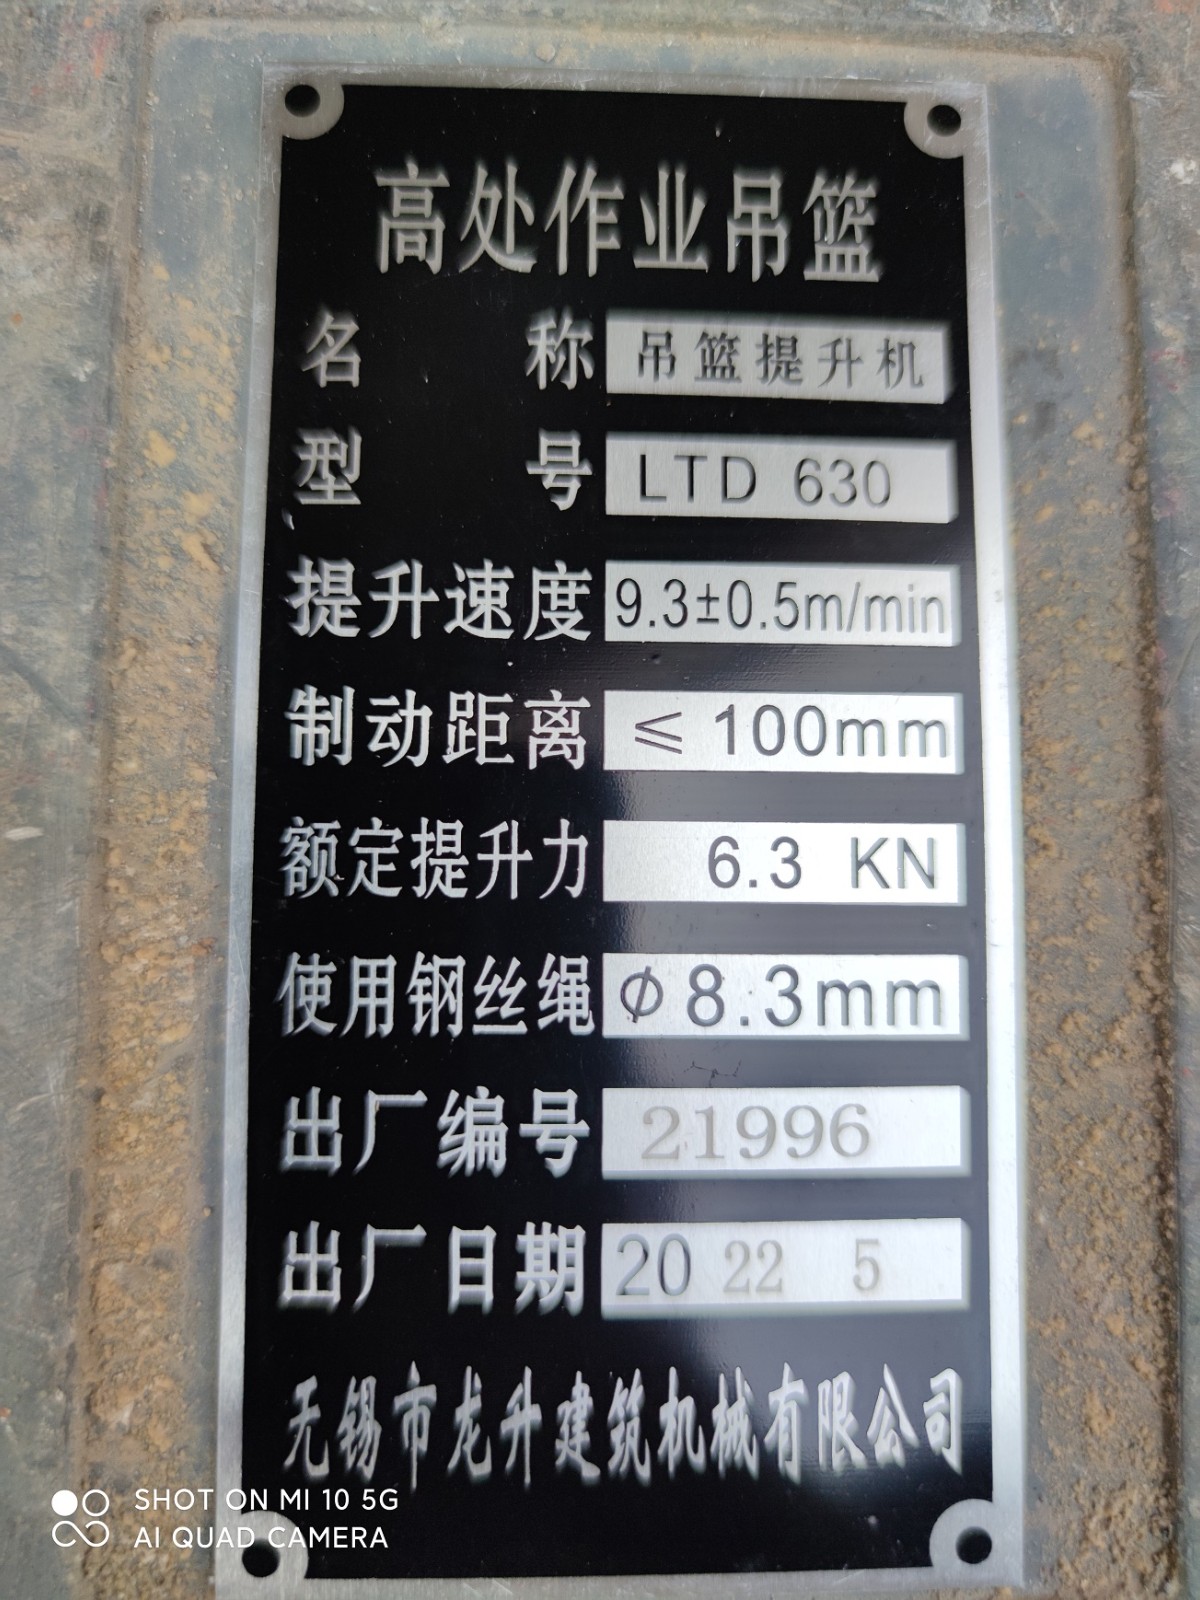 高处作业吊篮
名 称 吊篮提升机
型 号 LTD 630
提升速度 9.3±0.5m/min
制动距离 ≤100mm
额定提升力 6.3 KN
使用钢丝绳 φ8.3mm
出厂编号 21996
出厂日期 20 22 5
无锡市龙升建筑机械有限公司
SHOT ON MI 10 5G
AI QUAD CAMERA